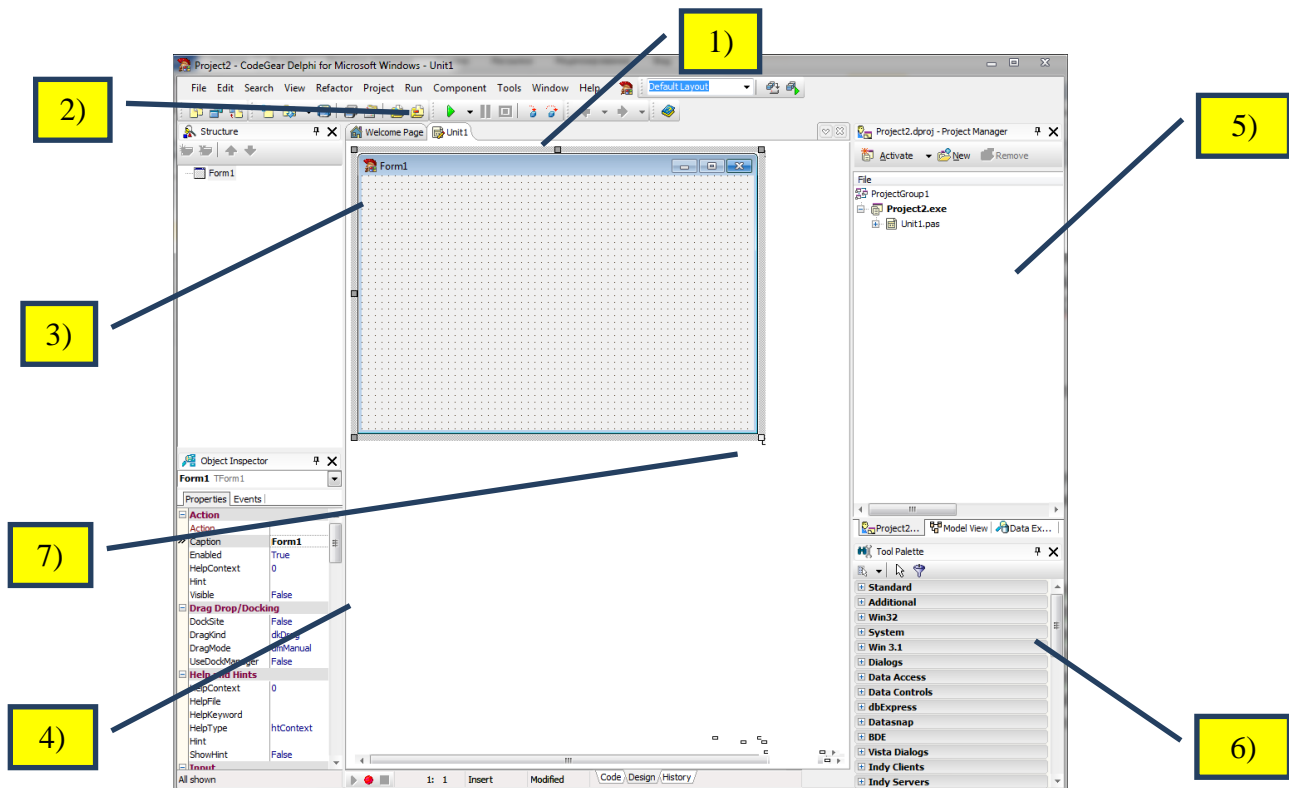 1)
Project2 - CodeGear Delphi for Microsoft Windows - Unit1
2)
File Edit Search View Refactor Project Run Component Tools Window Help Default Layout
5)
Structure
Welcome Page Unit1
Project2.dproj - Project Manager
Activate New Remove
Form1
Form1
File
ProjectGroup1
Project2.exe
Unit1.pas
3)
Object Inspector
Form1 TForm1
Properties Events
Action
Action
Caption Form1
Enabled True
HelpContext 0
Hint
Visible False
Drag Drop/Docking
DockSite False
DragKind dkDrag
DragMode dmManual
UseDockManager False
Help and Hints
HelpContext 0
HelpFile
HelpKeyword
HelpType htContext
Hint
ShowHint False
Input
All shown
7)
4)
Project2... Model View Data Ex...
Tool Palette
Standard
Additional
Win32
System
Win 3.1
Dialogs
Data Access
Data Controls
dbExpress
Datasnap
BDE
Vista Dialogs
Indy Clients
Indy Servers
6)
1: 1 Insert Modified Code Design History